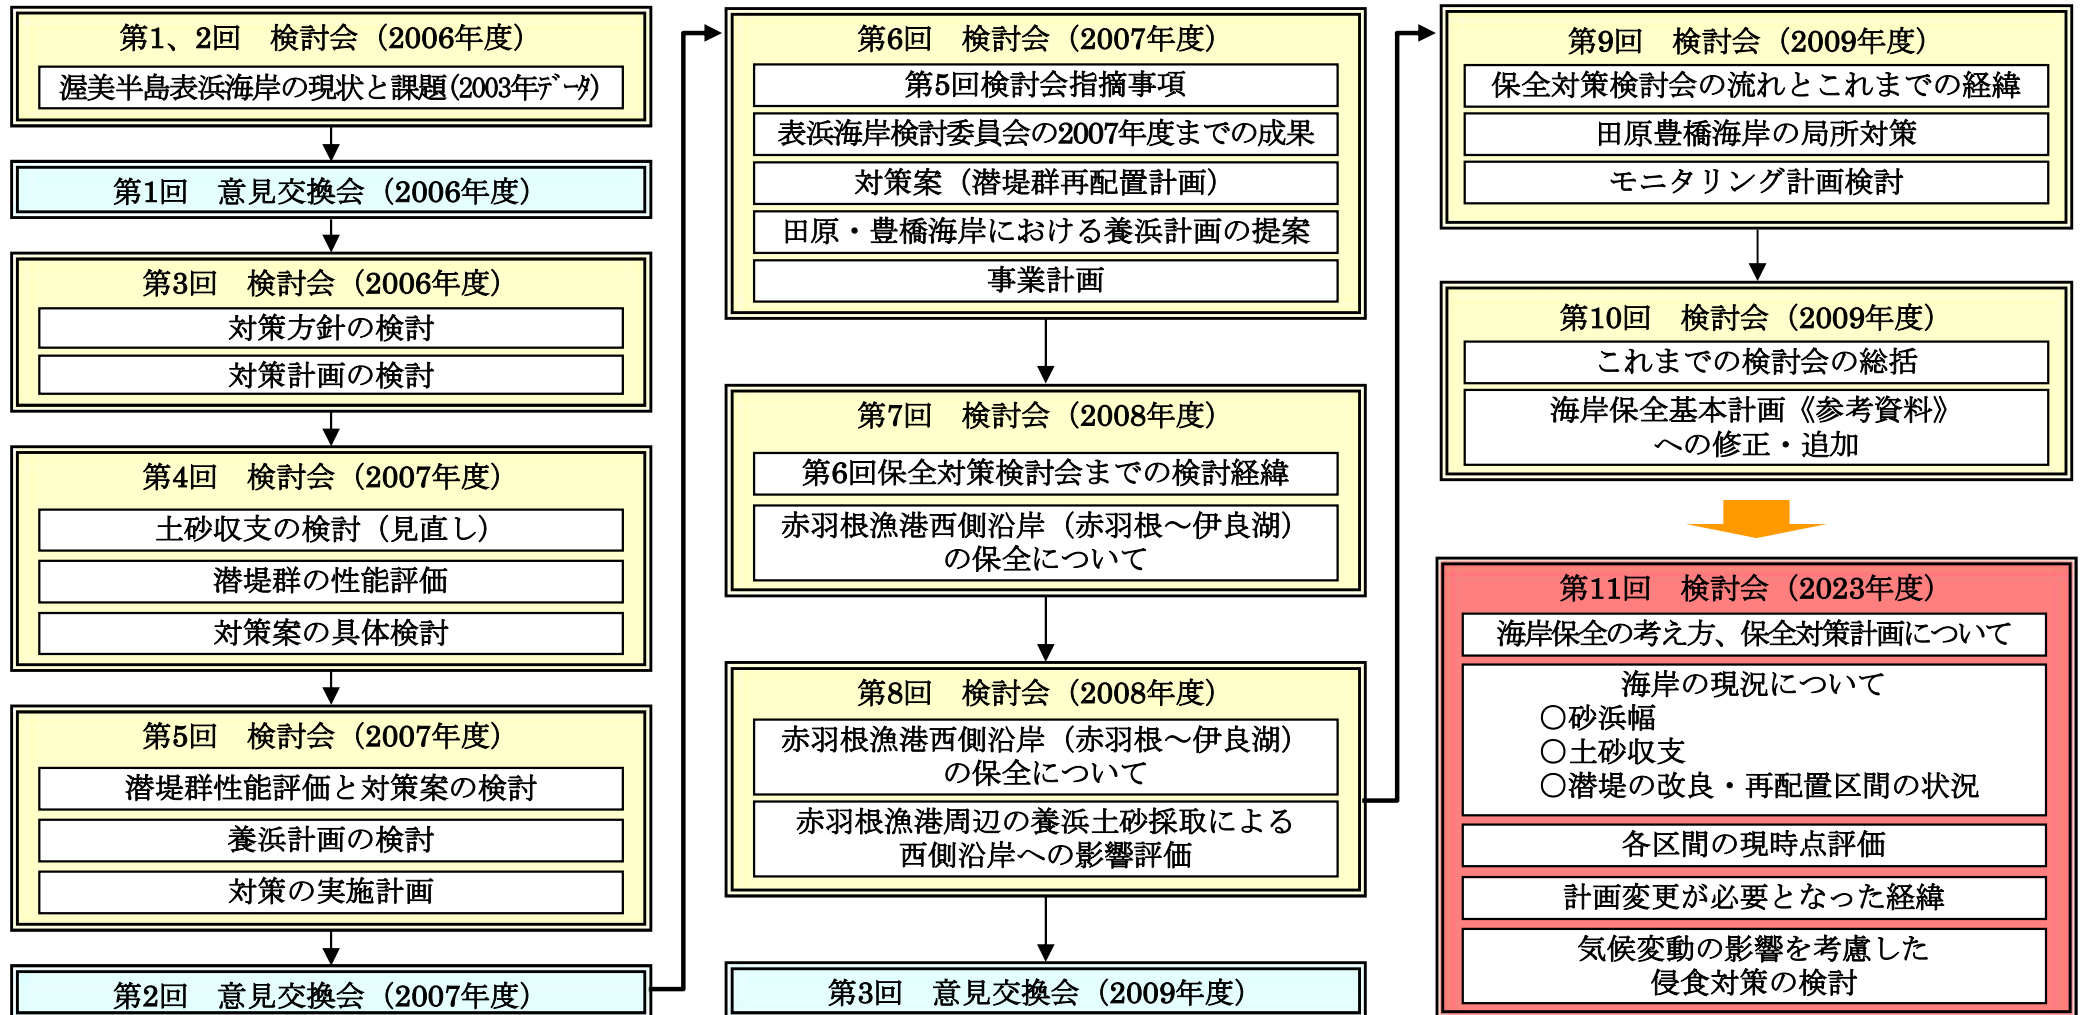 第1、2回　検討会（2006年度）
渥美半島表浜海岸の現状と課題(2003年ﾃﾞｰﾀ)
第1回　意見交換会（2006年度）
第3回　検討会（2006年度）
対策方針の検討
対策計画の検討
第4回　検討会（2007年度）
土砂収支の検討（見直し）
潜堤群の性能評価
対策案の具体検討
第5回　検討会（2007年度）
潜堤群性能評価と対策案の検討
養浜計画の検討
対策の実施計画
第2回　意見交換会（2007年度）
第6回　検討会（2007年度）
第5回検討会指摘事項
表浜海岸検討委員会の2007年度までの成果
対策案（潜堤群再配置計画）
田原・豊橋海岸における養浜計画の提案
事業計画
第7回　検討会（2008年度）
第6回保全対策検討会までの検討経緯
赤羽根漁港西側沿岸（赤羽根～伊良湖）
の保全について
第8回　検討会（2008年度）
赤羽根漁港西側沿岸（赤羽根～伊良湖）
の保全について
赤羽根漁港周辺の養浜土砂採取による
西側沿岸への影響評価
第3回　意見交換会（2009年度）
第9回　検討会（2009年度）
保全対策検討会の流れとこれまでの経緯
田原豊橋海岸の局所対策
モニタリング計画検討
第10回　検討会（2009年度）
これまでの検討会の総括
海岸保全基本計画《参考資料》
への修正・追加
第11回　検討会（2023年度）
海岸保全の考え方、保全対策計画について
海岸の現況について
○砂浜幅
○土砂収支
○潜堤の改良・再配置区間の状況
各区間の現時点評価
計画変更が必要となった経緯
気候変動の影響を考慮した
侵食対策の検討